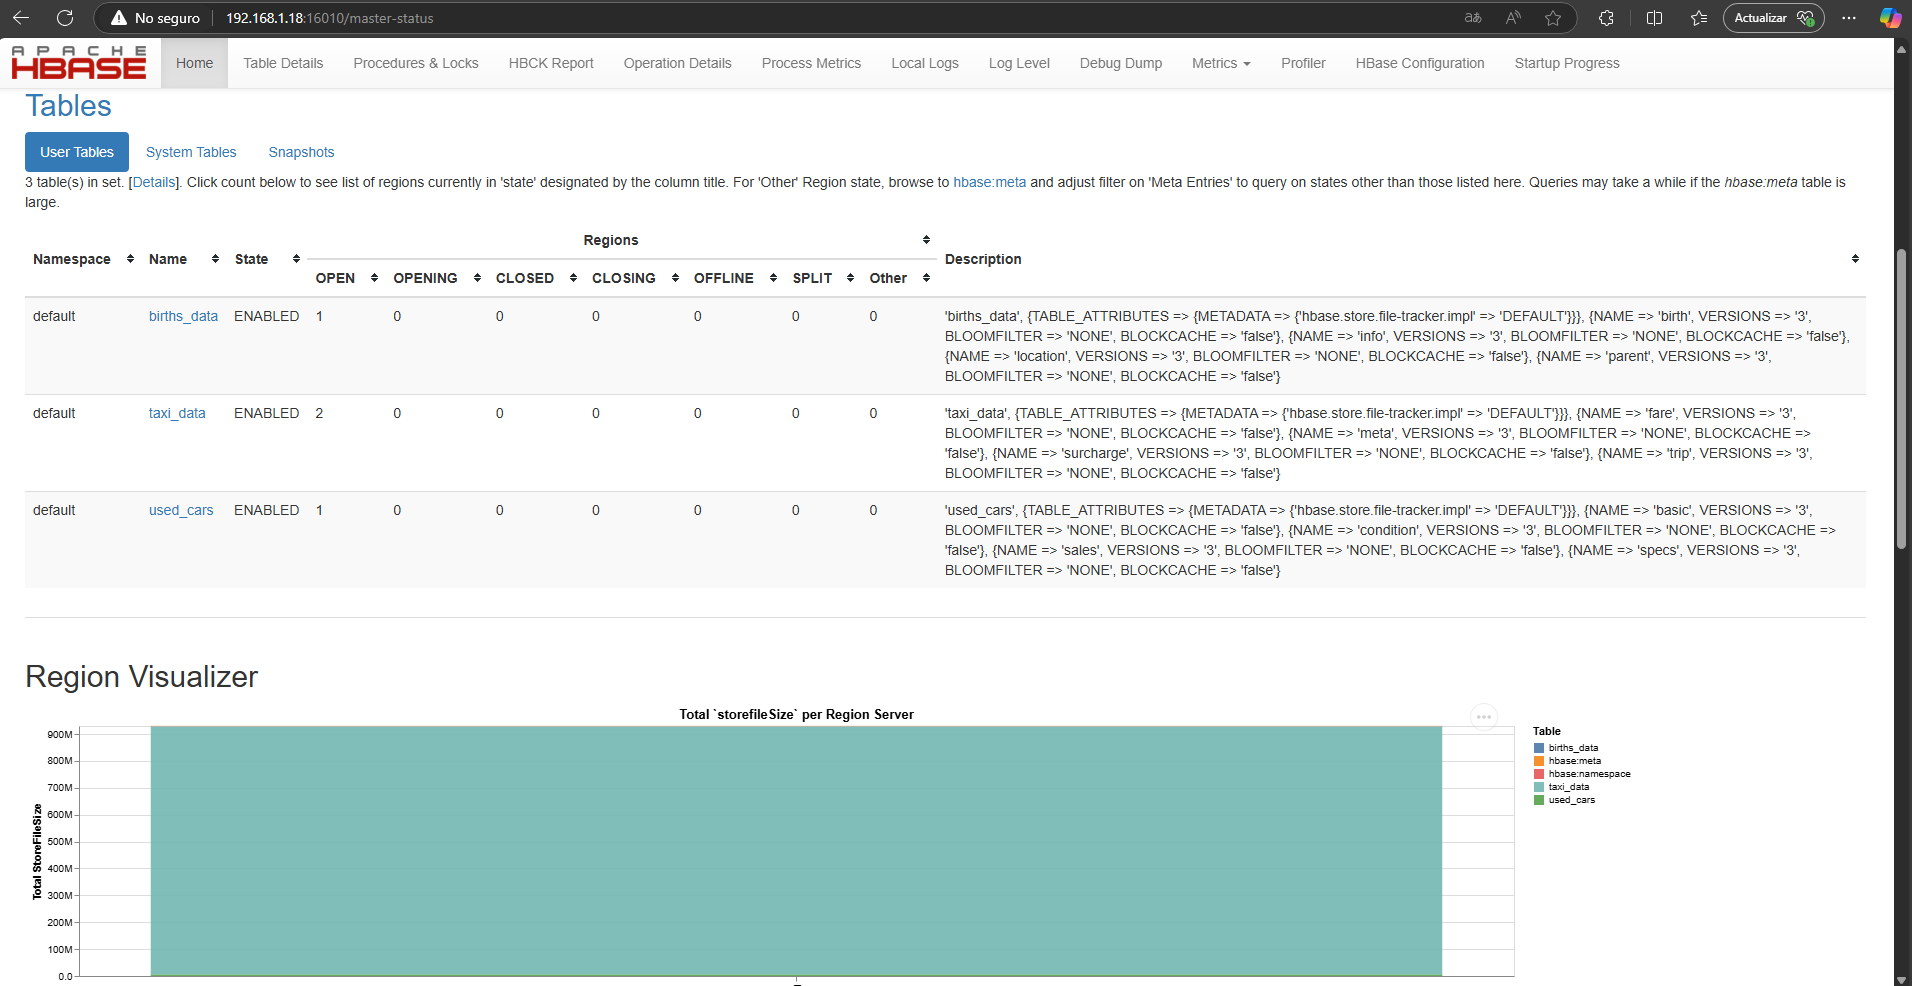 No seguro 192.168.1.18:16010/master-status Actualizar
APACHE HBASE Home Table Details Procedures & Locks HBCK Report Operation Details Process Metrics Local Logs Log Level Debug Dump Metrics Profiler HBase Configuration Startup Progress
Tables
User Tables System Tables Snapshots
3 table(s) in set. [Details]. Click count below to see list of regions currently in 'state' designated by the column title. For 'Other' Region state, browse to hbase:meta and adjust filter on 'Meta Entries' to query on states other than those listed here. Queries may take a while if the hbase:meta table is
large.
Regions
Namespace Name State Description
OPEN OPENING CLOSED CLOSING OFFLINE SPLIT Other
default births_data ENABLED 1 0 0 0 0 0 0 'births_data', {TABLE_ATTRIBUTES => {METADATA => {'hbase.store.file-tracker.impl' => 'DEFAULT'}}}, {NAME => 'birth', VERSIONS => '3',
BLOOMFILTER => 'NONE', BLOCKCACHE => 'false'}, {NAME => 'info', VERSIONS => '3', BLOOMFILTER => 'NONE', BLOCKCACHE => 'false'},
{NAME => 'location', VERSIONS => '3', BLOOMFILTER => 'NONE', BLOCKCACHE => 'false'}, {NAME => 'parent', VERSIONS => '3',
BLOOMFILTER => 'NONE', BLOCKCACHE => 'false'}
default taxi_data ENABLED 2 0 0 0 0 0 0 'taxi_data', {TABLE_ATTRIBUTES => {METADATA => {'hbase.store.file-tracker.impl' => 'DEFAULT'}}}, {NAME => 'fare', VERSIONS => '3',
BLOOMFILTER => 'NONE', BLOCKCACHE => 'false'}, {NAME => 'meta', VERSIONS => '3', BLOOMFILTER => 'NONE', BLOCKCACHE =>
'false'}, {NAME => 'surcharge', VERSIONS => '3', BLOOMFILTER => 'NONE', BLOCKCACHE => 'false'}, {NAME => 'trip', VERSIONS => '3',
BLOOMFILTER => 'NONE', BLOCKCACHE => 'false'}
default used_cars ENABLED 1 0 0 0 0 0 0 'used_cars', {TABLE_ATTRIBUTES => {METADATA => {'hbase.store.file-tracker.impl' => 'DEFAULT'}}}, {NAME => 'basic', VERSIONS => '3',
BLOOMFILTER => 'NONE', BLOCKCACHE => 'false'}, {NAME => 'condition', VERSIONS => '3', BLOOMFILTER => 'NONE', BLOCKCACHE =>
'false'}, {NAME => 'sales', VERSIONS => '3', BLOOMFILTER => 'NONE', BLOCKCACHE => 'false'}, {NAME => 'specs', VERSIONS => '3',
BLOOMFILTER => 'NONE', BLOCKCACHE => 'false'}
Region Visualizer
Total `storefileSize` per Region Server
Total StoreFileSize
900M
800M
700M
600M
500M
400M
300M
200M
100M
0.0
Table
births_data
hbase:meta
hbase:namespace
taxi_data
used_cars